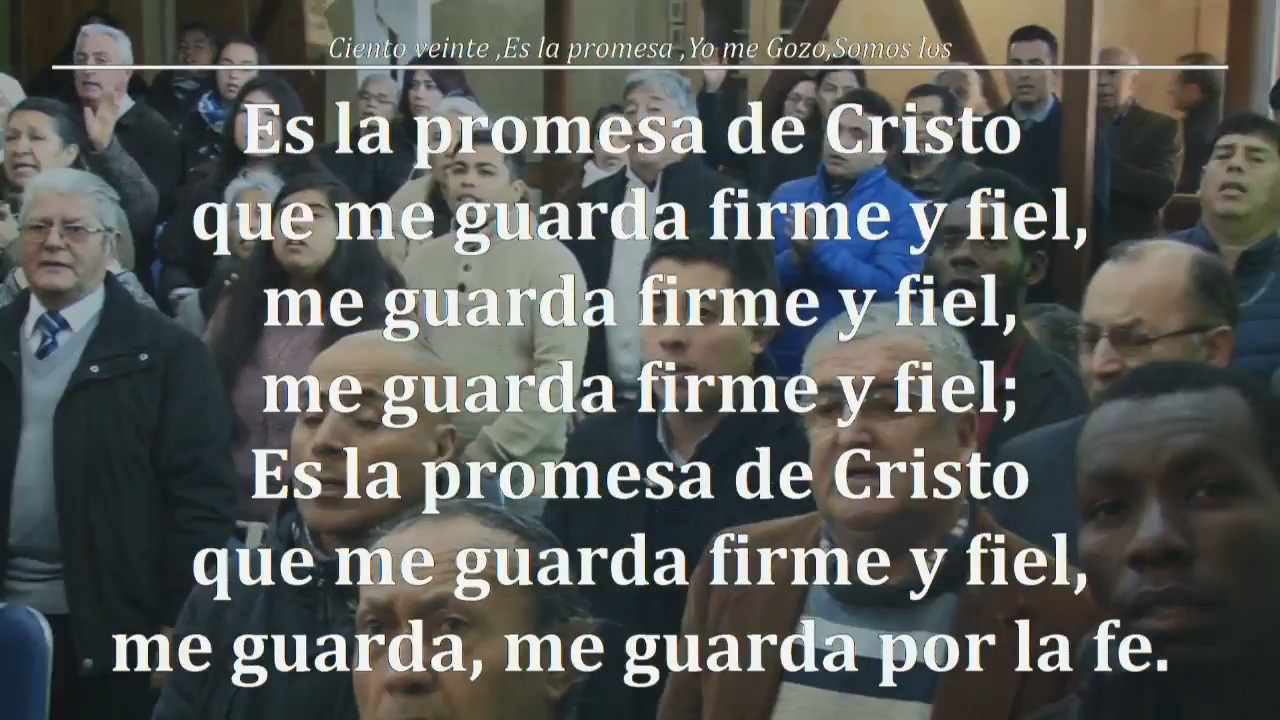 Ciento veinte ,Es la promesa ,Yo me Gozo,Somos los
Es la promesa de Cristo
que me guarda firme y fiel,
me guarda firme y fiel,
me guarda firme y fiel;
Es la promesa de Cristo
que me guarda firme y fiel,
me guarda, me guarda por la fe.